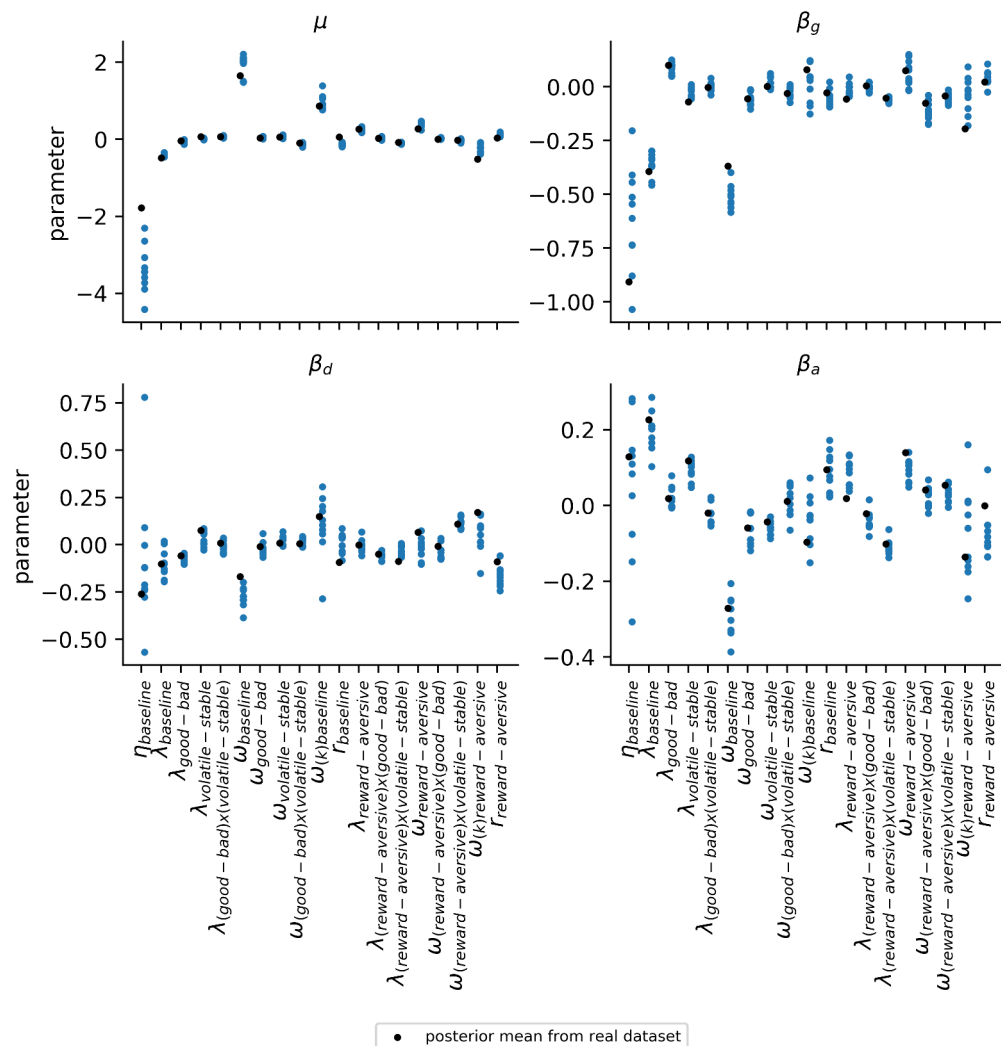 μ
β_g
parameter
2
0
−2
−4
0.00
−0.25
−0.50
−0.75
−1.00
β_d
β_a
parameter
0.75
0.50
0.25
0.00
−0.25
−0.50
0.2
0.0
−0.2
−0.4
η_baseline
λ_baseline
λ_good−bad
λ_volatile−stable
λ_(good−bad)x(volatile−stable)
ω_baseline
ω_good−bad
ω_volatile−stable
ω_(good−bad)x(volatile−stable)
ω_(k)baseline
r_baseline
λ_reward−aversive
λ_(reward−aversive)x(good−bad)
λ_(reward−aversive)x(volatile−stable)
ω_reward−aversive
ω_(reward−aversive)x(good−bad)
ω_(reward−aversive)x(volatile−stable)
ω_(k)reward−aversive
r_reward−aversive
η_baseline
λ_baseline
λ_good−bad
λ_volatile−stable
λ_(good−bad)x(volatile−stable)
ω_baseline
ω_good−bad
ω_volatile−stable
ω_(good−bad)x(volatile−stable)
ω_(k)baseline
r_baseline
λ_reward−aversive
λ_(reward−aversive)x(good−bad)
λ_(reward−aversive)x(volatile−stable)
ω_reward−aversive
ω_(reward−aversive)x(good−bad)
ω_(reward−aversive)x(volatile−stable)
ω_(k)reward−aversive
r_reward−aversive
posterior mean from real dataset